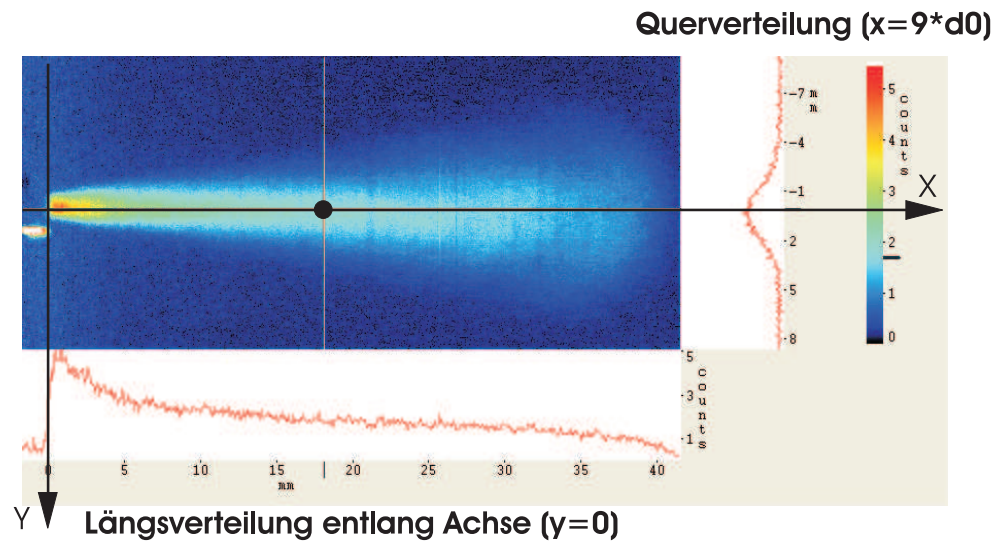 Querverteilung (x=9*d0)
-7 mm
-4
-1
2
5
8
5
4
3
2
1
0
counts
X
5
3
1
counts
0 5 10 15 20 25 30 35 40
mm
Y
Längsverteilung entlang Achse (y=0)